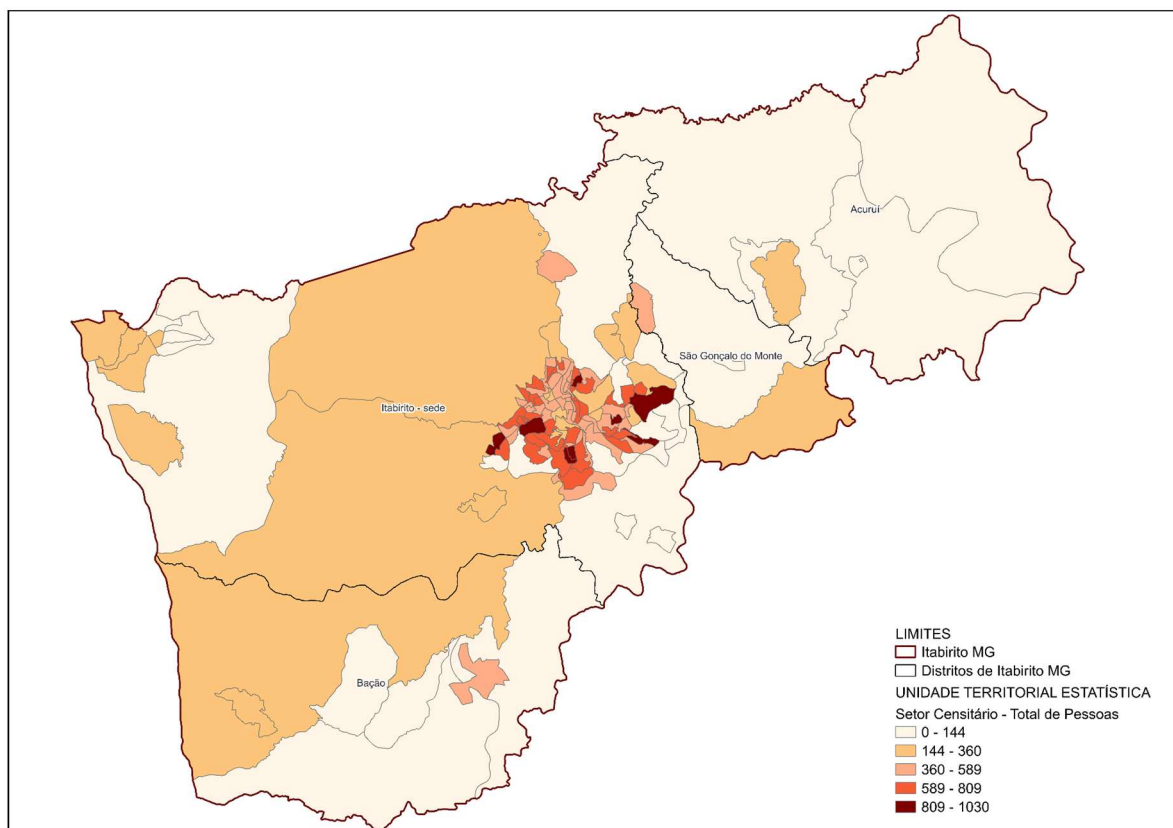 Acuruí
São Gonçalo do Monte
Itabirito - sede
Bação
LIMITES
Itabirito MG
Distritos de Itabirito MG
UNIDADE TERRITORIAL ESTATÍSTICA
Setor Censitário - Total de Pessoas
0 - 144
144 - 360
360 - 589
589 - 809
809 - 1030